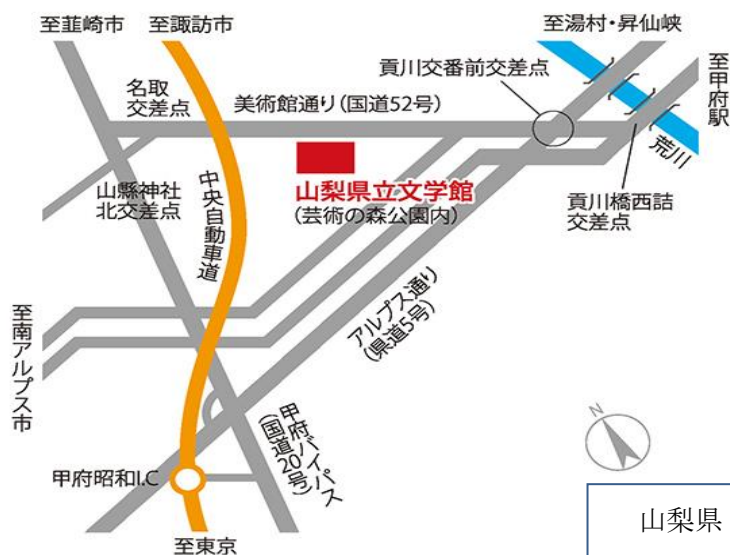 至韮崎市
至諏訪市
至湯村・昇仙峡
至甲府駅
名取
交差点
美術館通り(国道52号)
貢川交番前交差点
荒川
山縣神社
北交差点
中央自動車道
山梨県立文学館
(芸術の森公園内)
貢川橋西詰
交差点
至南アルプス市
アルプス通り
(県道5号)
甲府バイパス
(国道20号)
N
甲府昭和I.C
至東京
山梨県